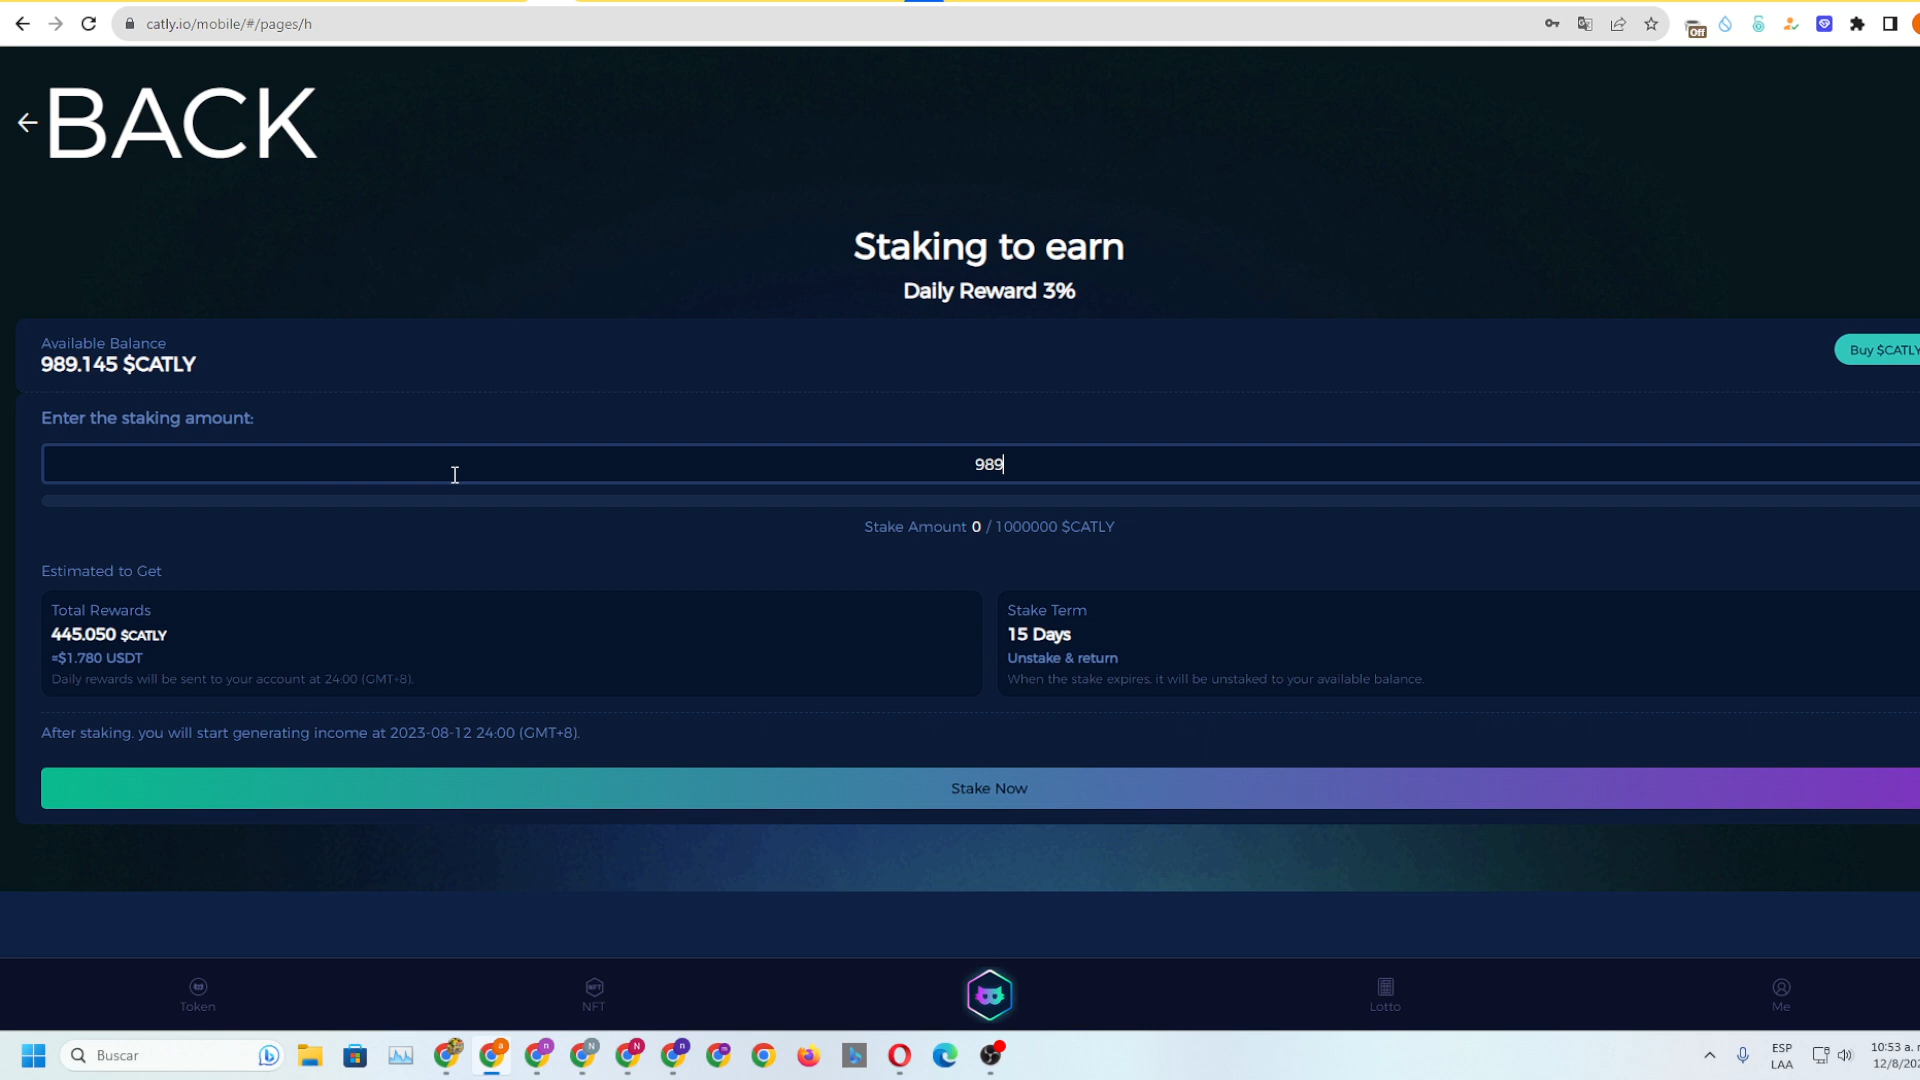 catly.io/mobile/#/pages/h
Off
BACK
Staking to earn
Daily Reward 3%
Available Balance
989.145 $CATLY
Buy $CATLY
Enter the staking amount:
989
Stake Amount 0 / 1000000 $CATLY
Estimated to Get
Total Rewards
445.050 $CATLY
≈$1.780 USDT
Daily rewards will be sent to your account at 24:00 (GMT+8).
Stake Term
15 Days
Unstake & return
When the stake expires, it will be unstaked to your available balance.
After staking, you will start generating income at 2023-08-12 24:00 (GMT+8).
Stake Now
Token
NFT
NFT
Lotto
Me
Buscar
a
n
N
N
n
m
ESP
LAA
10:53 a.
12/8/202